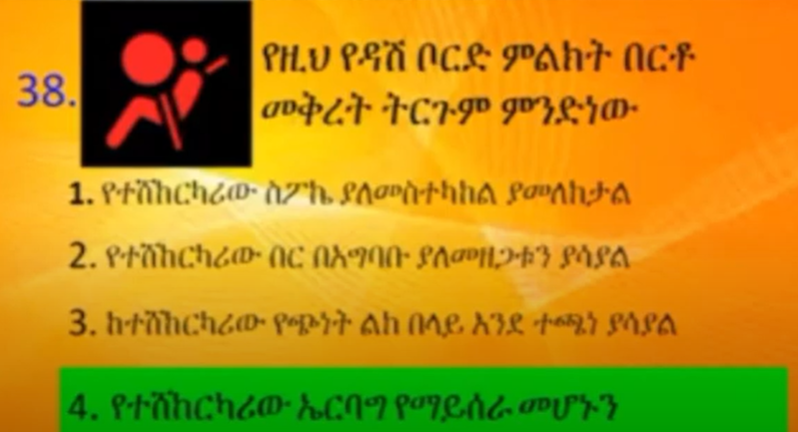 38. የዚህ የዳሽ ቦርድ ምልክት በርቶ
መቅረት ትርጉም ምንድነው
1. የተሽከርካሪው ስፖኬ ያለመስተካከል ያመለክታል
2. የተሽከርካሪው በር በአግባቡ ያለመዘጋቱን ያሳያል
3. ከተሽከርካሪው የጭነት ልክ በላይ እንደ ተጫነ ያሳያል
4. የተሽከርካሪው ኤርባግ የማይሰራ መሆኑን